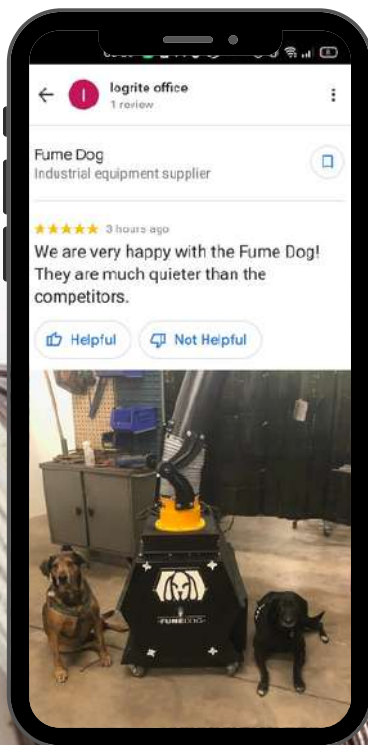 logrite office
1 review
Fume Dog
Industrial equipment supplier
3 hours ago
We are very happy with the Fume Dog!
They are much quieter than the
competitors.
Helpful
Not Helpful
FUMEDOG